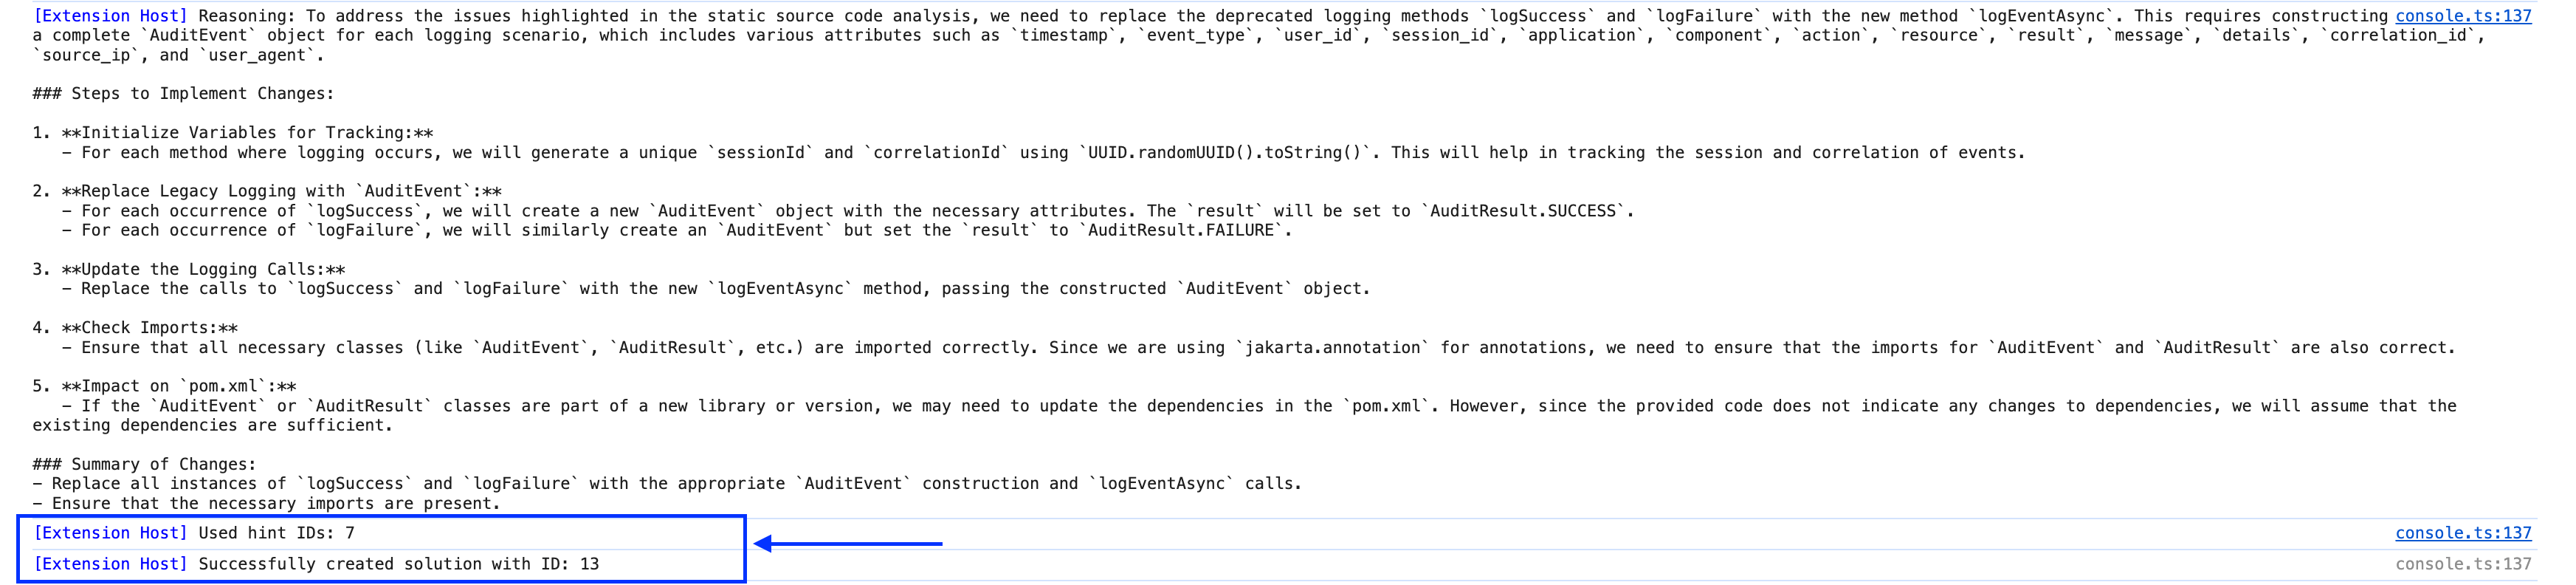 [Extension Host] Reasoning: To address the issues highlighted in the static source code analysis, we need to replace the deprecated logging methods `logSuccess` and `logFailure` with the new method `logEventAsync`. This requires constructing console.ts:137
a complete `AuditEvent` object for each logging scenario, which includes various attributes such as `timestamp`, `event_type`, `user_id`, `session_id`, `application`, `component`, `action`, `resource`, `result`, `message`, `details`, `correlation_id`,
`source_ip`, and `user_agent`.
### Steps to Implement Changes:
1. **Initialize Variables for Tracking:**
– For each method where logging occurs, we will generate a unique `sessionId` and `correlationId` using `UUID.randomUUID().toString()`. This will help in tracking the session and correlation of events.
2. **Replace Legacy Logging with `AuditEvent`:**
– For each occurrence of `logSuccess`, we will create a new `AuditEvent` object with the necessary attributes. The `result` will be set to `AuditResult.SUCCESS`.
– For each occurrence of `logFailure`, we will similarly create an `AuditEvent` but set the `result` to `AuditResult.FAILURE`.
3. **Update the Logging Calls:**
– Replace the calls to `logSuccess` and `logFailure` with the new `logEventAsync` method, passing the constructed `AuditEvent` object.
4. **Check Imports:**
– Ensure that all necessary classes (like `AuditEvent`, `AuditResult`, etc.) are imported correctly. Since we are using `jakarta.annotation` for annotations, we need to ensure that the imports for `AuditEvent` and `AuditResult` are also correct.
5. **Impact on `pom.xml`:**
– If the `AuditEvent` or `AuditResult` classes are part of a new library or version, we may need to update the dependencies in the `pom.xml`. However, since the provided code does not indicate any changes to dependencies, we will assume that the
existing dependencies are sufficient.
### Summary of Changes:
– Replace all instances of `logSuccess` and `logFailure` with the appropriate `AuditEvent` construction and `logEventAsync` calls.
– Ensure that the necessary imports are present.
[Extension Host] Used hint IDs: 7 console.ts:137
[Extension Host] Successfully created solution with ID: 13 console.ts:137